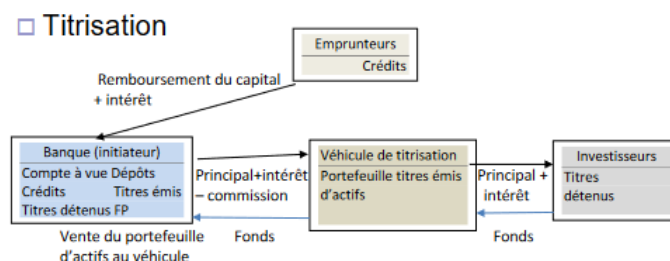 Titrisation
Emprunteurs
Crédits
Remboursement du capital
+ intérêt
Banque (initiateur)
Compte à vue Dépôts
Crédits Titres émis
Titres détenus FP
Principal+intérêt
– commission
Véhicule de titrisation
Portefeuille titres émis
d'actifs
Principal +
intérêt
Investisseurs
Titres
détenus
Vente du portefeuille
d'actifs au véhicule
Fonds
Fonds